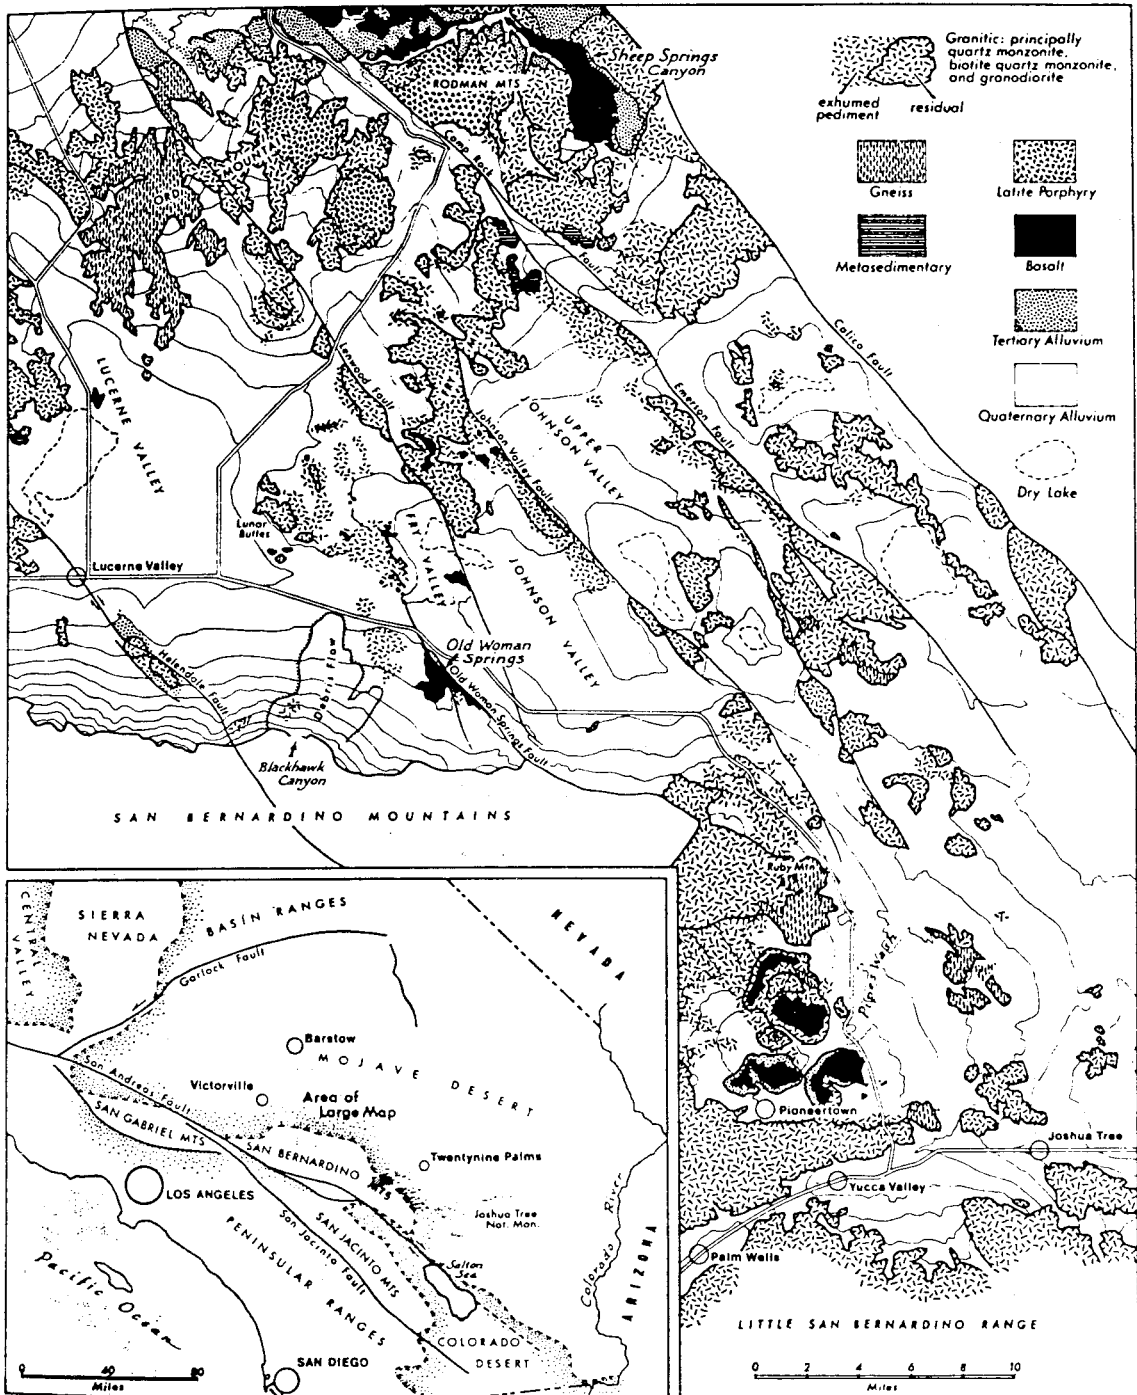 Granitic: principally
quartz monzonite,
biotite quartz monzonite,
and granodiorite
exhumed
pediment
residual
Gneiss
Latite Porphyry
Metasedimentary
Basalt
Tertiary Alluvium
Quaternary Alluvium
Dry Lake
Sheep Springs
Canyon
RODMAN MTS
Camp Rock
Fault
Calico Fault
Emerson Fault
Lenwood Fault
Johnson Valley Fault
UPPER
JOHNSON VALLEY
LUCERNE VALLEY
Lunar
Buttes
FRY
FRY
VALLEY
JOHNSON VALLEY
Lucerne Valley
Old Woman
Springs
Old Woman Springs Fault
Helendale Fault
Debris Flow
Blackhawk
Canyon
SAN BERNARDINO MOUNTAINS
Ruby Mtn
Pipes Wash
Pioneertown
Joshua Tree
Yucca Valley
Palm Wells
LITTLE SAN BERNARDINO RANGE
0 2 4 6 8 10
Miles
CENTRAL
VALLEY
SIERRA
NEVADA
BASIN RANGES
NEVADA
Garlock Fault
Barstow
MOJAVE DESERT
San Andreas Fault
Victorville
Area of
Large Map
SAN GABRIEL MTS
SAN BERNARDINO
MTS
Twentynine Palms
LOS ANGELES
Joshua Tree
Nat. Mon.
San Jacinto Fault
SAN JACINTO MTS
PENINSULAR RANGES
Salton
Sea
Colorado River
ARIZONA
Pacific Ocean
COLORADO
DESERT
SAN DIEGO
0 40 80
Miles